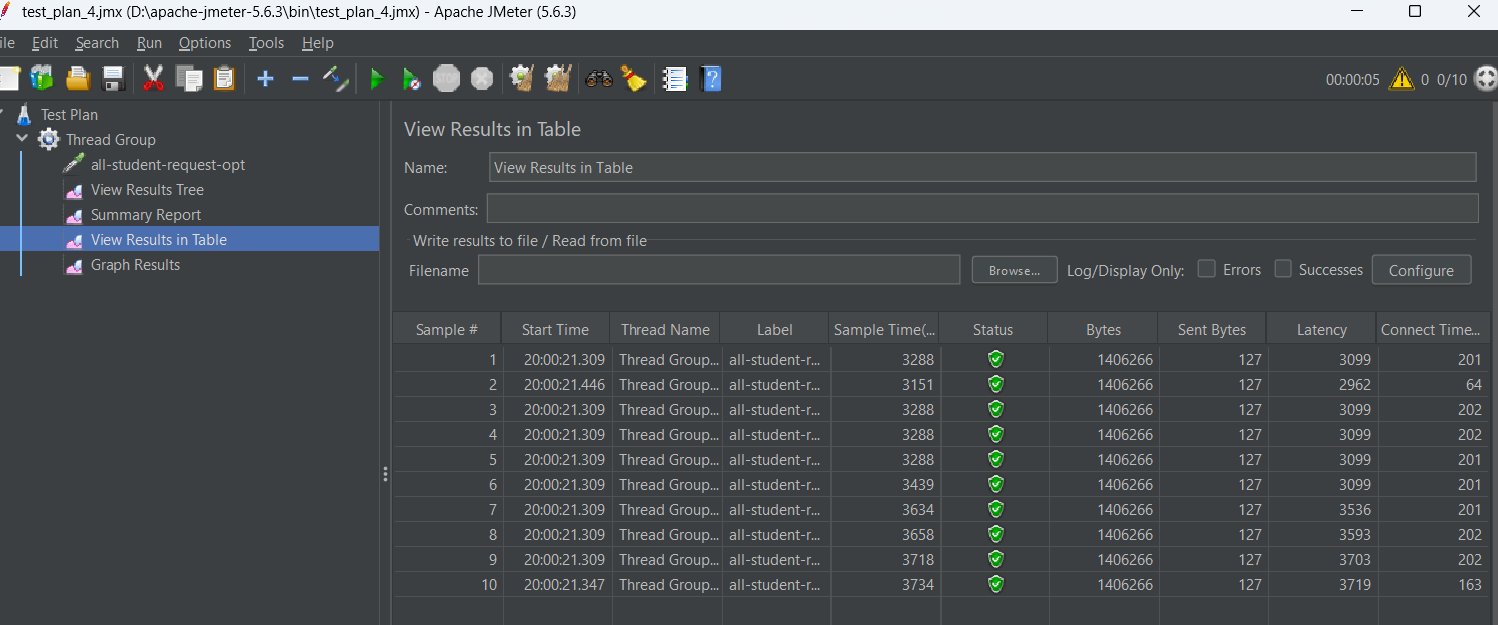 test_plan_4.jmx (D:\apache-jmeter-5.6.3\bin\test_plan_4.jmx) - Apache JMeter (5.6.3)
ile Edit Search Run Options Tools Help
STOP 00:00:05 0 0/10
Test Plan
Thread Group
all-student-request-opt
View Results Tree
Summary Report
View Results in Table
Graph Results
View Results in Table
Name: View Results in Table
Comments:
Write results to file / Read from file
Filename Browse... Log/Display Only: Errors Successes Configure
Sample # Start Time Thread Name Label Sample Time(... Status Bytes Sent Bytes Latency Connect Time...
1 20:00:21.309 Thread Group... all-student-r... 3288 1406266 127 3099 201
2 20:00:21.446 Thread Group... all-student-r... 3151 1406266 127 2962 64
3 20:00:21.309 Thread Group... all-student-r... 3288 1406266 127 3099 202
4 20:00:21.309 Thread Group... all-student-r... 3288 1406266 127 3099 202
5 20:00:21.309 Thread Group... all-student-r... 3288 1406266 127 3099 201
6 20:00:21.309 Thread Group... all-student-r... 3439 1406266 127 3099 201
7 20:00:21.309 Thread Group... all-student-r... 3634 1406266 127 3536 201
8 20:00:21.309 Thread Group... all-student-r... 3658 1406266 127 3593 202
9 20:00:21.309 Thread Group... all-student-r... 3718 1406266 127 3703 202
10 20:00:21.347 Thread Group... all-student-r... 3734 1406266 127 3719 163